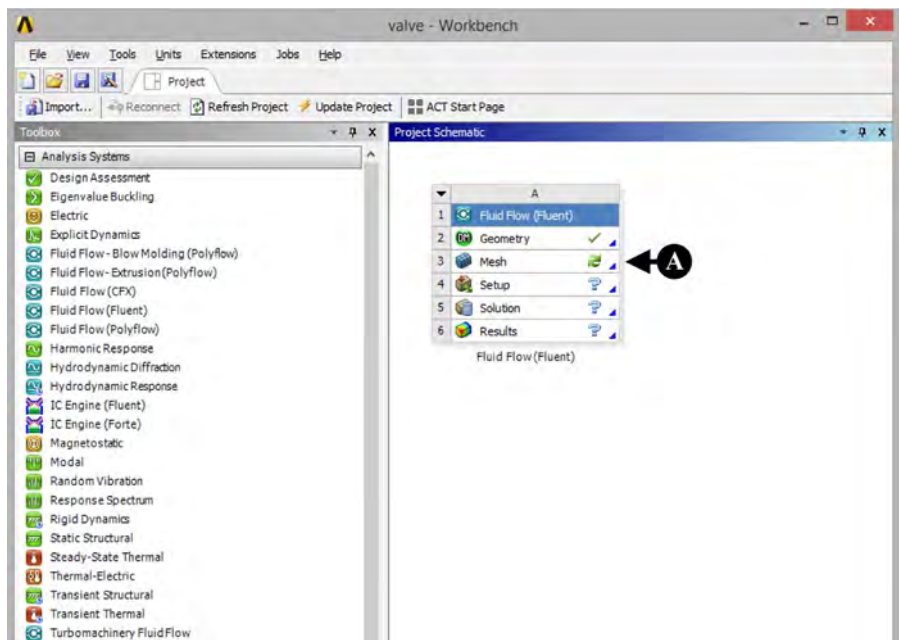 valve - Workbench
File View Tools Units Extensions Jobs Help
Project
Import... Reconnect Refresh Project Update Project ACT Start Page
Toolbox
Analysis Systems
Design Assessment
Eigenvalue Buckling
Electric
Explicit Dynamics
Fluid Flow - Blow Molding (Polyflow)
Fluid Flow - Extrusion (Polyflow)
Fluid Flow (CFX)
Fluid Flow (Fluent)
Fluid Flow (Polyflow)
Harmonic Response
Hydrodynamic Diffraction
Hydrodynamic Response
IC Engine (Fluent)
IC Engine (Forte)
Magnetostatic
Modal
Random Vibration
Response Spectrum
Rigid Dynamics
Static Structural
Steady-State Thermal
Thermal-Electric
Transient Structural
Transient Thermal
Turbomachinery Fluid Flow
Project Schematic
A
1 Fluid Flow (Fluent)
2 Geometry
3 Mesh
4 Setup ?
5 Solution ?
6 Results ?
Fluid Flow (Fluent)
A